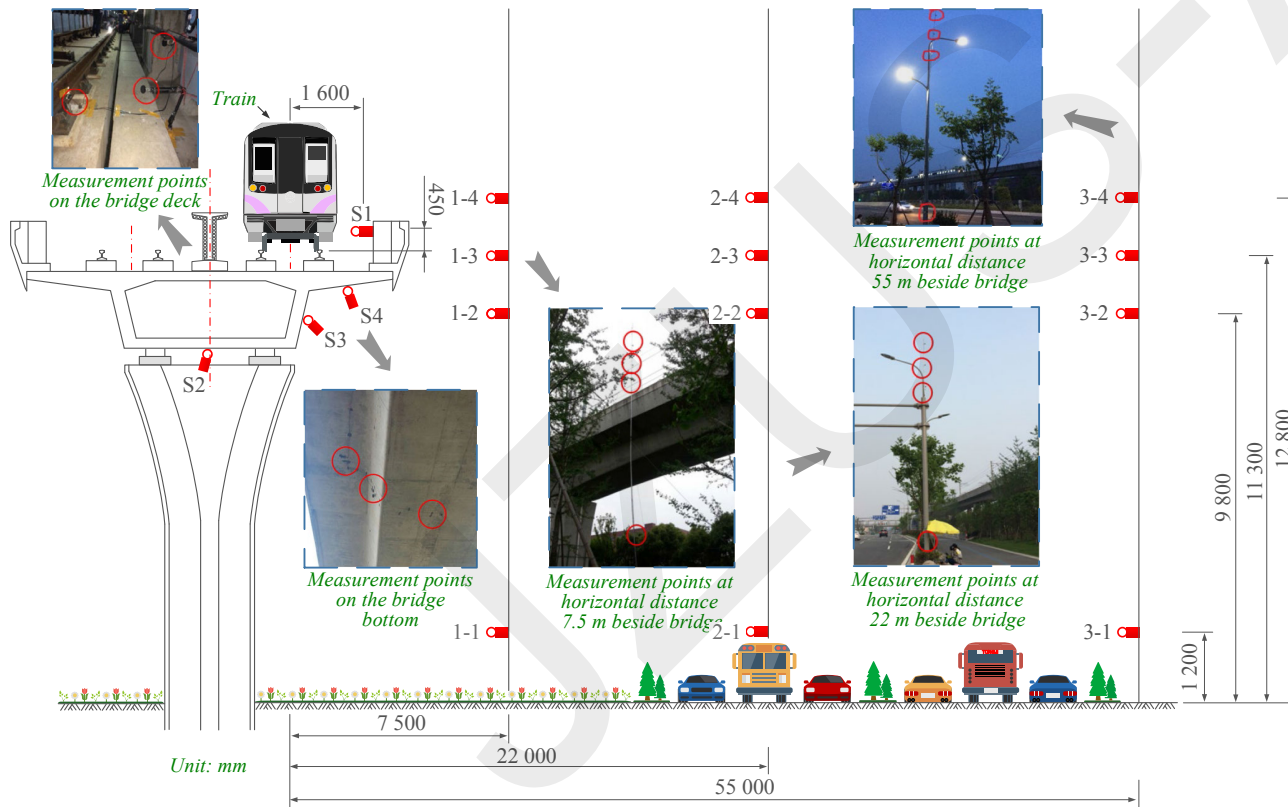 1 600
Train
Measurement points
on the bridge deck
450
S1
1-4
1-3
1-2
S4
S3
S2
2-4
2-3
2-2
3-4
3-3
3-2
Measurement points at
horizontal distance
55 m beside bridge
Measurement points
on the bridge
bottom
Measurement points at
horizontal distance
7.5 m beside bridge
Measurement points at
horizontal distance
22 m beside bridge
1-1
2-1
3-1
1 200
9 800
11 300
12 800
7 500
22 000
55 000
Unit: mm